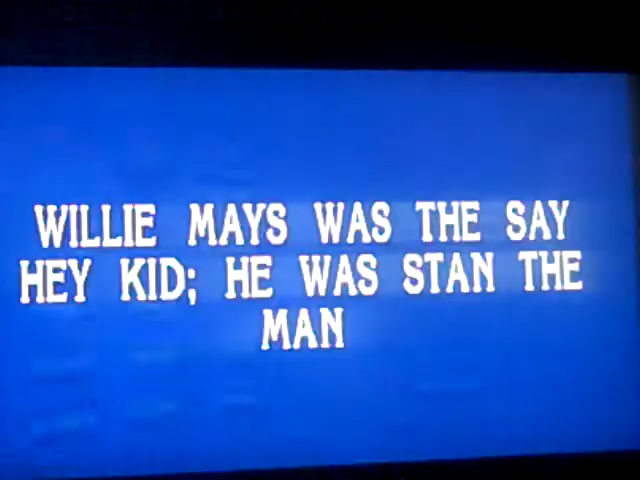 WILLIE MAYS WAS THE SAY
HEY KID; HE WAS STAN THE
MAN